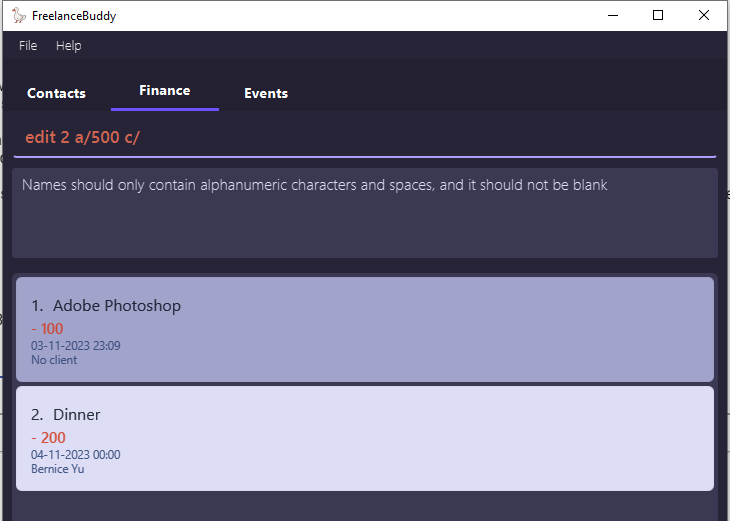 FreelanceBuddy
File Help
Contacts Finance Events
edit 2 a/500 c/
Names should only contain alphanumeric characters and spaces, and it should not be blank
1. Adobe Photoshop
- 100
03-11-2023 23:09
No client
2. Dinner
- 200
04-11-2023 00:00
Bernice Yu